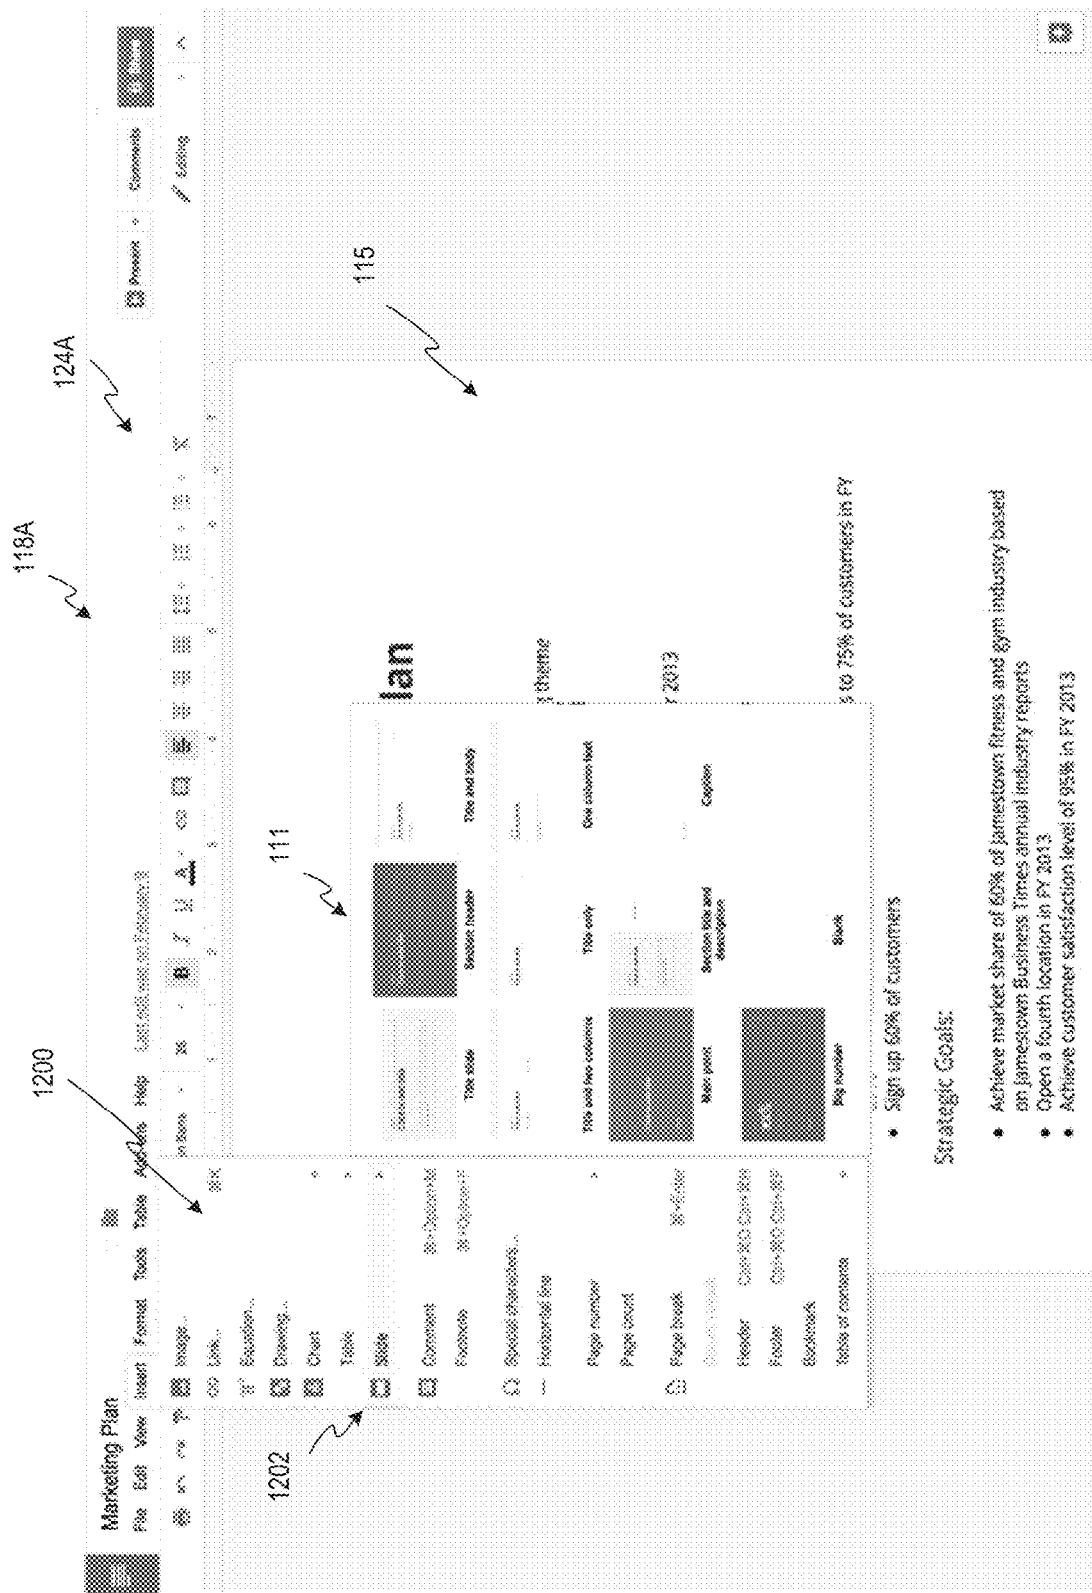 118A
124A
1200
111
115
1202
Marketing Plan
File Edit View Insert Format Tools Table Add-ons Help
Present
Comments
B I U A
Editing
Image...
Link... ⌘K
Equation...
Drawing...
Chart
Table
Slide
Comment
Footnote
Special characters...
Horizontal line
Page number
Page count
Page break ⌘+Enter
Header
Footer
Bookmark
Table of contents
Title slide
Section header
Title and body
Title and two columns
Title only
One column text
Main point
Section title and description
Caption
Big number
Blank
lan
theme
2013
s to 75% of customers in FY
• Sign up 60% of customers
Strategic Goals:
• Achieve market share of 60% of Jamestown fitness and gym industry based
on Jamestown Business Times annual industry reports
• Open a fourth location in FY 2013
• Achieve customer satisfaction level of 95% in FY 2013